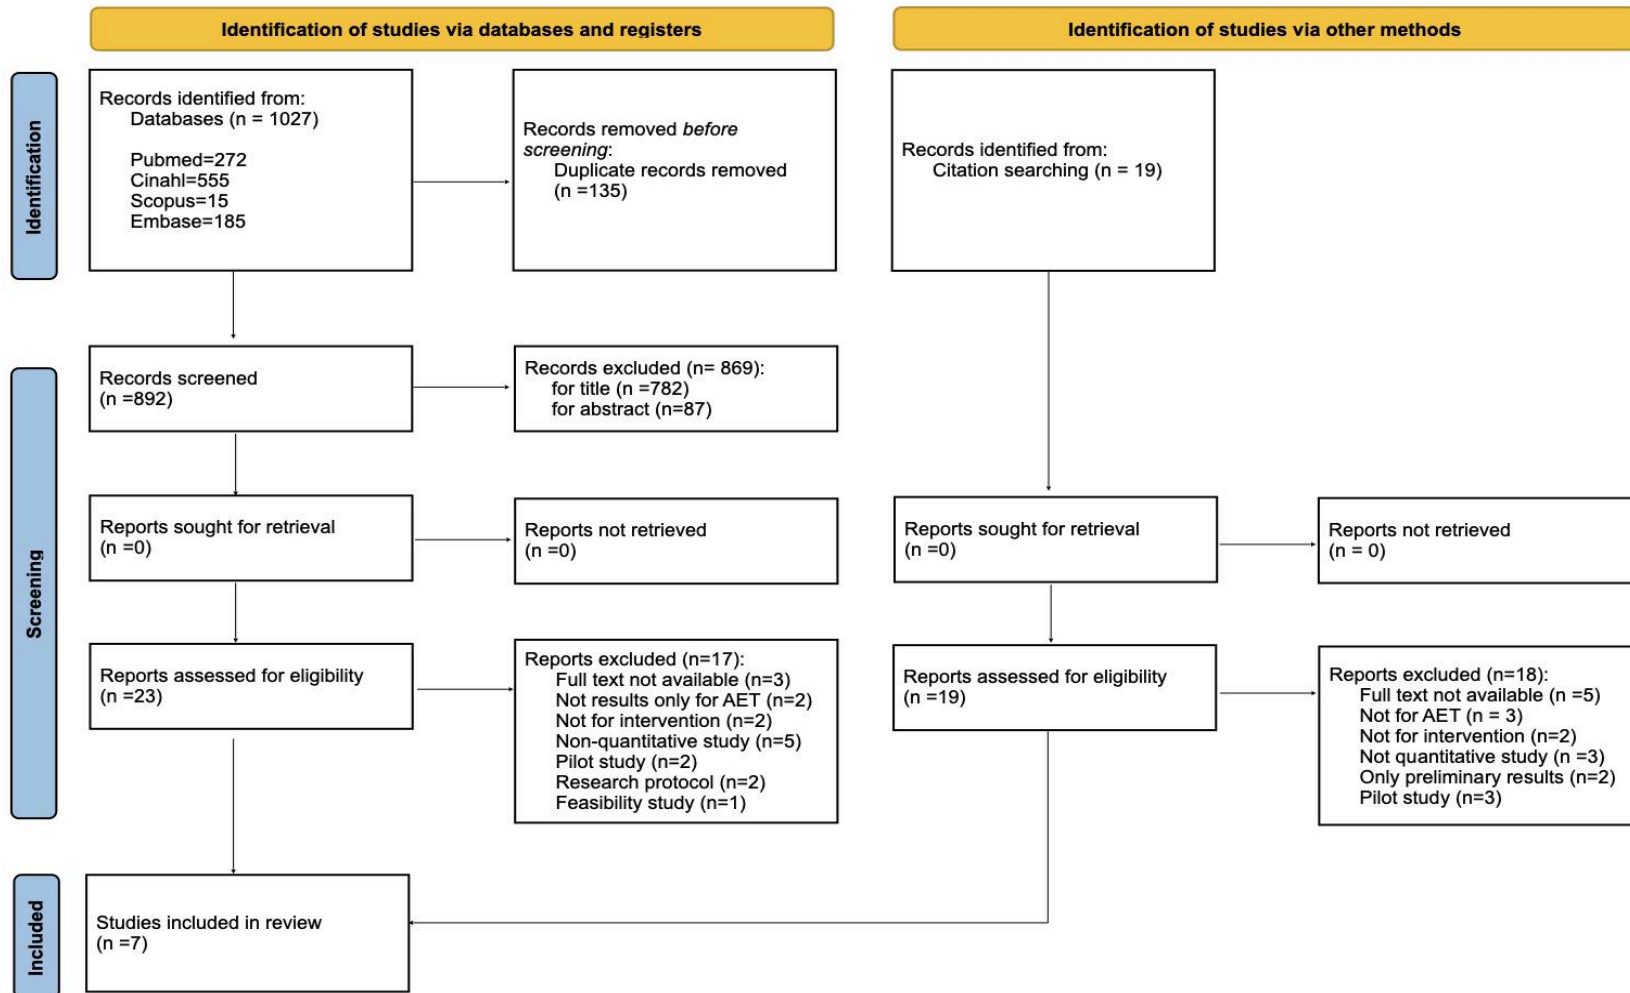 Identification of studies via databases and registers
Identification of studies via other methods
Identification
Records identified from:
Databases (n = 1027)
Pubmed=272
Cinahl=555
Scopus=15
Embase=185
Records removed before
screening:
Duplicate records removed
(n =135)
Records identified from:
Citation searching (n = 19)
Screening
Records screened
(n =892)
Records excluded (n= 869):
for title (n =782)
for abstract (n=87)
Reports sought for retrieval
(n =0)
Reports not retrieved
(n =0)
Reports sought for retrieval
(n =0)
Reports not retrieved
(n = 0)
Reports assessed for eligibility
(n =23)
Reports excluded (n=17):
Full text not available (n=3)
Not results only for AET (n=2)
Not for intervention (n=2)
Non-quantitative study (n=5)
Pilot study (n=2)
Research protocol (n=2)
Feasibility study (n=1)
Reports assessed for eligibility
(n =19)
Reports excluded (n=18):
Full text not available (n =5)
Not for AET (n = 3)
Not for intervention (n=2)
Not quantitative study (n =3)
Only preliminary results (n=2)
Pilot study (n=3)
Included
Studies included in review
(n =7)